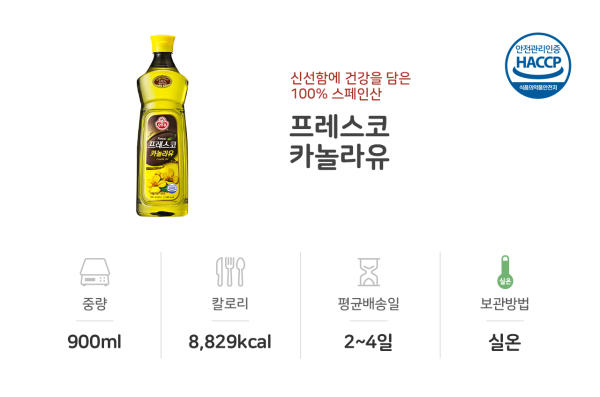 신선함에 건강을 담은
100% 스페인산
프레스코
카놀라유
안전관리인증
HACCP
식품의약품안전처
프레스코
카놀라유
중량
900ml
칼로리
8,829kcal
평균배송일
2~4일
실온
보관방법
실온